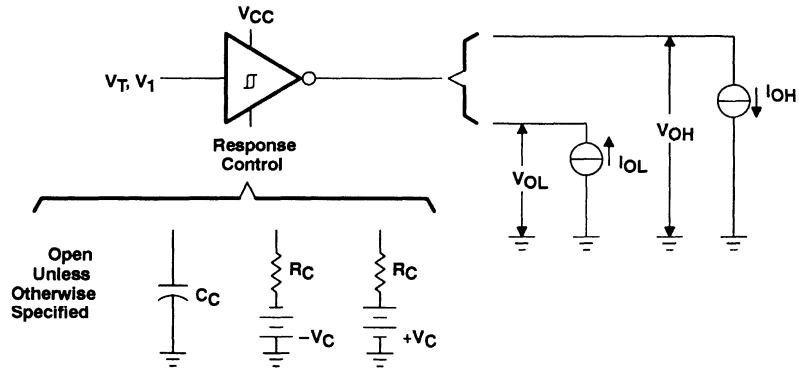 VCC
VT, V1
Response
Control
VOL
IOL
VOH
IOH
Open
Unless
Otherwise
Specified
CC
RC
−VC
RC
+VC